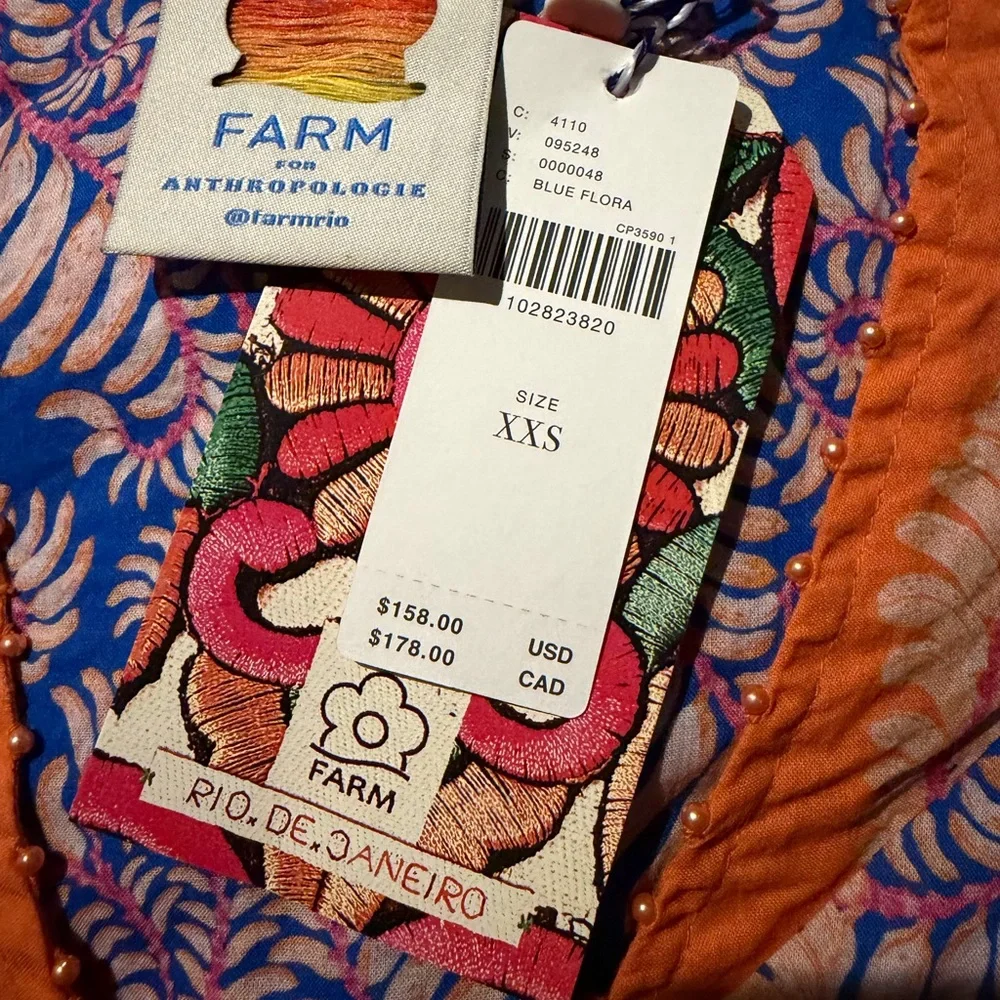 FARM
FOR
ANTHROPOLOGIE
@farmrio
C: 4110
V: 095248
S: 0000048
C: BLUE FLORA
CP3590 1
102823820
SIZE
XXS
$158.00 USD
$178.00 CAD
FARM
RIO.DE.JANEIRO